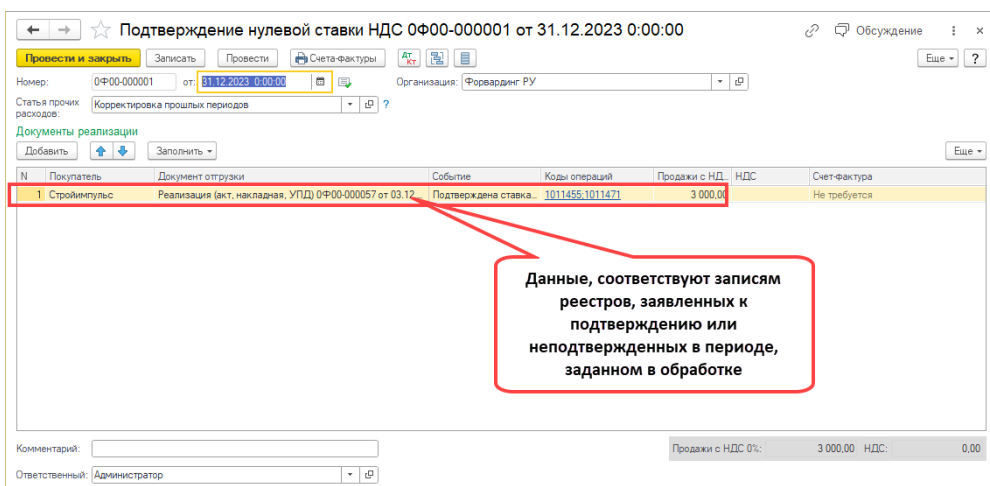 Подтверждение нулевой ставки НДС 0Ф00-000001 от 31.12.2023 0:00:00
Обсуждение
Провести и закрыть Записать Провести Счета-фактуры Дт Кт Еще ?
Номер: 0Ф00-000001 от: 31.12.2023 0:00:00 Организация: Форвардинг РУ
Статья прочих расходов: Корректировка прошлых периодов ?
Документы реализации
Добавить Заполнить Еще
N Покупатель Документ отгрузки Событие Коды операций Продажи с НД... НДС Счет-фактура
1 Стройимпульс Реализация (акт, накладная, УПД) 0Ф00-000057 от 03.12... Подтверждена ставка... 1011455;1011471 3 000,00 Не требуется
Данные, соответствуют записям
реестров, заявленных к
подтверждению или
неподтвержденных в периоде,
заданном в обработке
Комментарий: Продажи с НДС 0%: 3 000,00 НДС: 0,00
Ответственный: Администратор